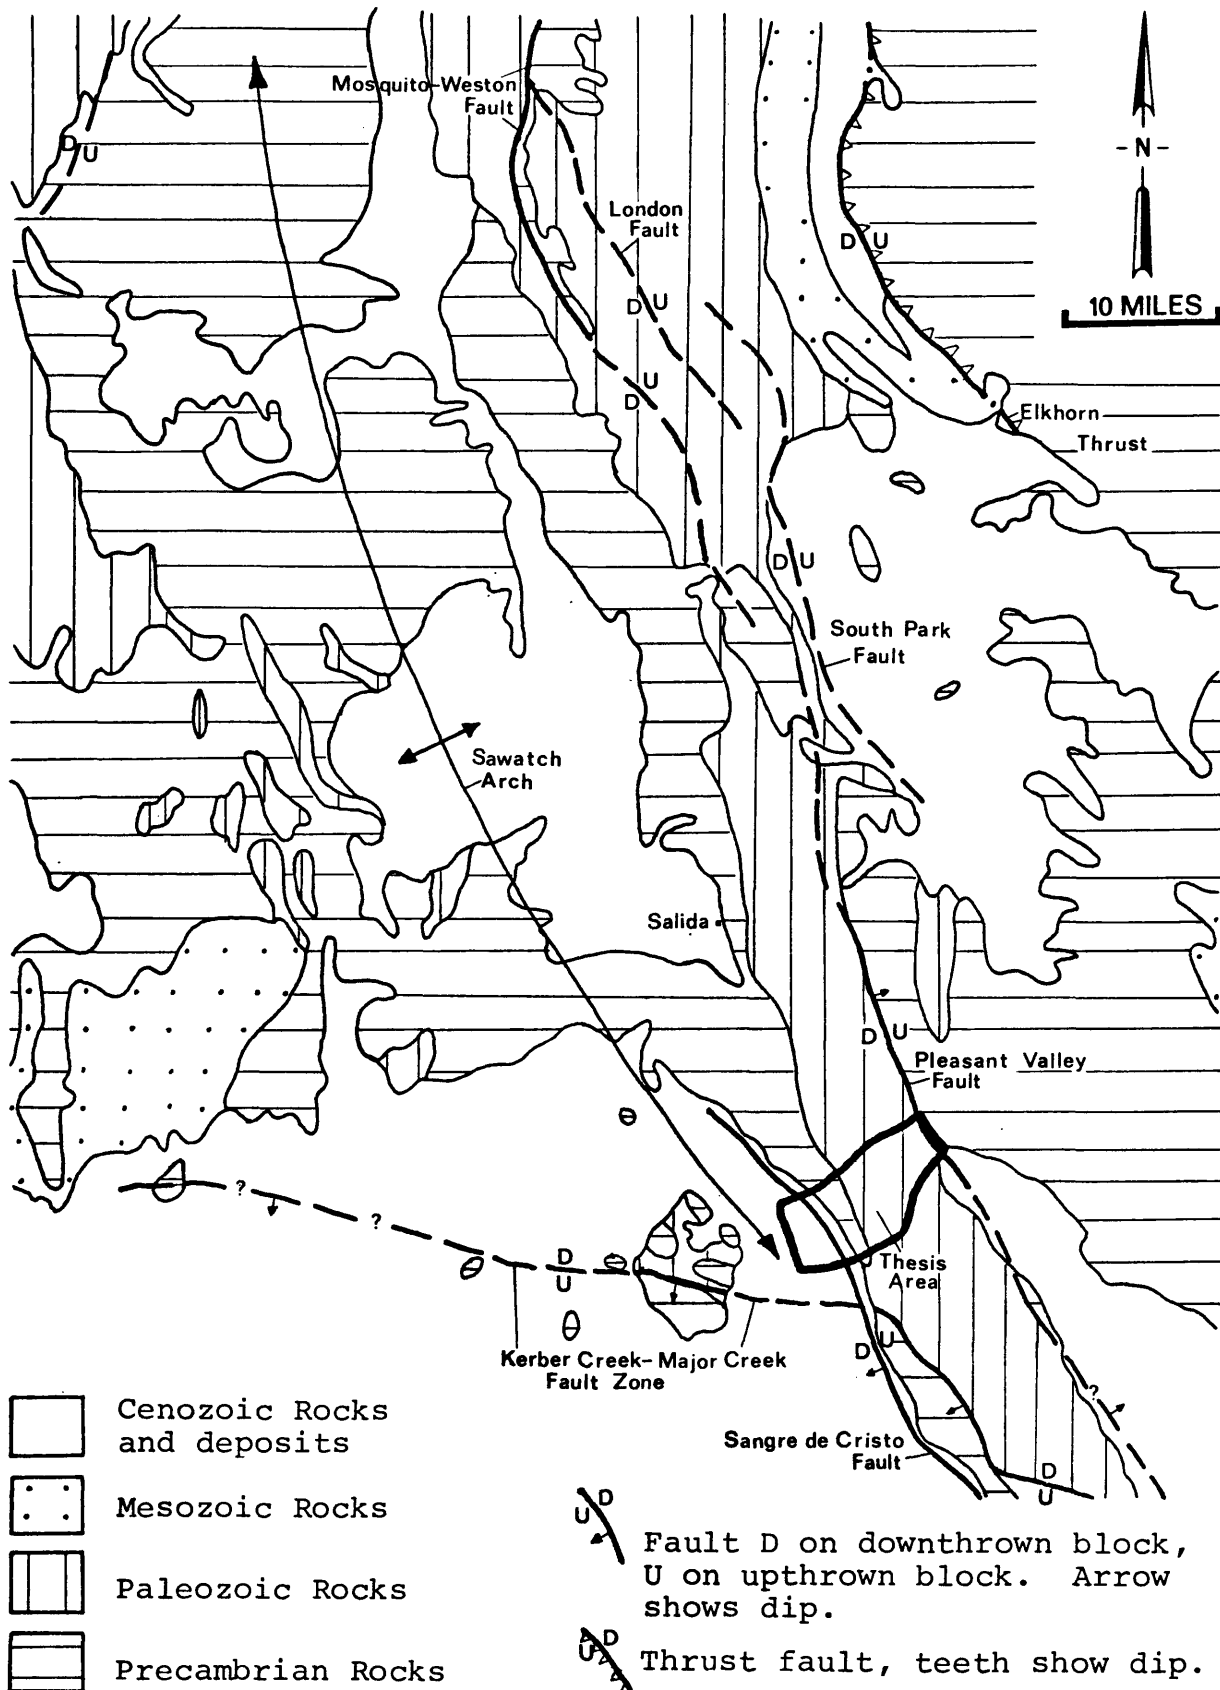 Mosquito-Weston
Fault
D
U
- N -
London
Fault
D U
10 MILES
D U
U
D
Elkhorn
Thrust
D U
South Park
Fault
Sawatch
Arch
Salida
D U
Pleasant Valley
Fault
?
?
D
U
Thesis
Area
Kerber Creek-Major Creek
Fault Zone
D U
?
Sangre de Cristo
Fault
D
U
Cenozoic Rocks
and deposits
Mesozoic Rocks
Paleozoic Rocks
Precambrian Rocks
U D
Fault D on downthrown block,
U on upthrown block. Arrow
shows dip.
U D
Thrust fault, teeth show dip.